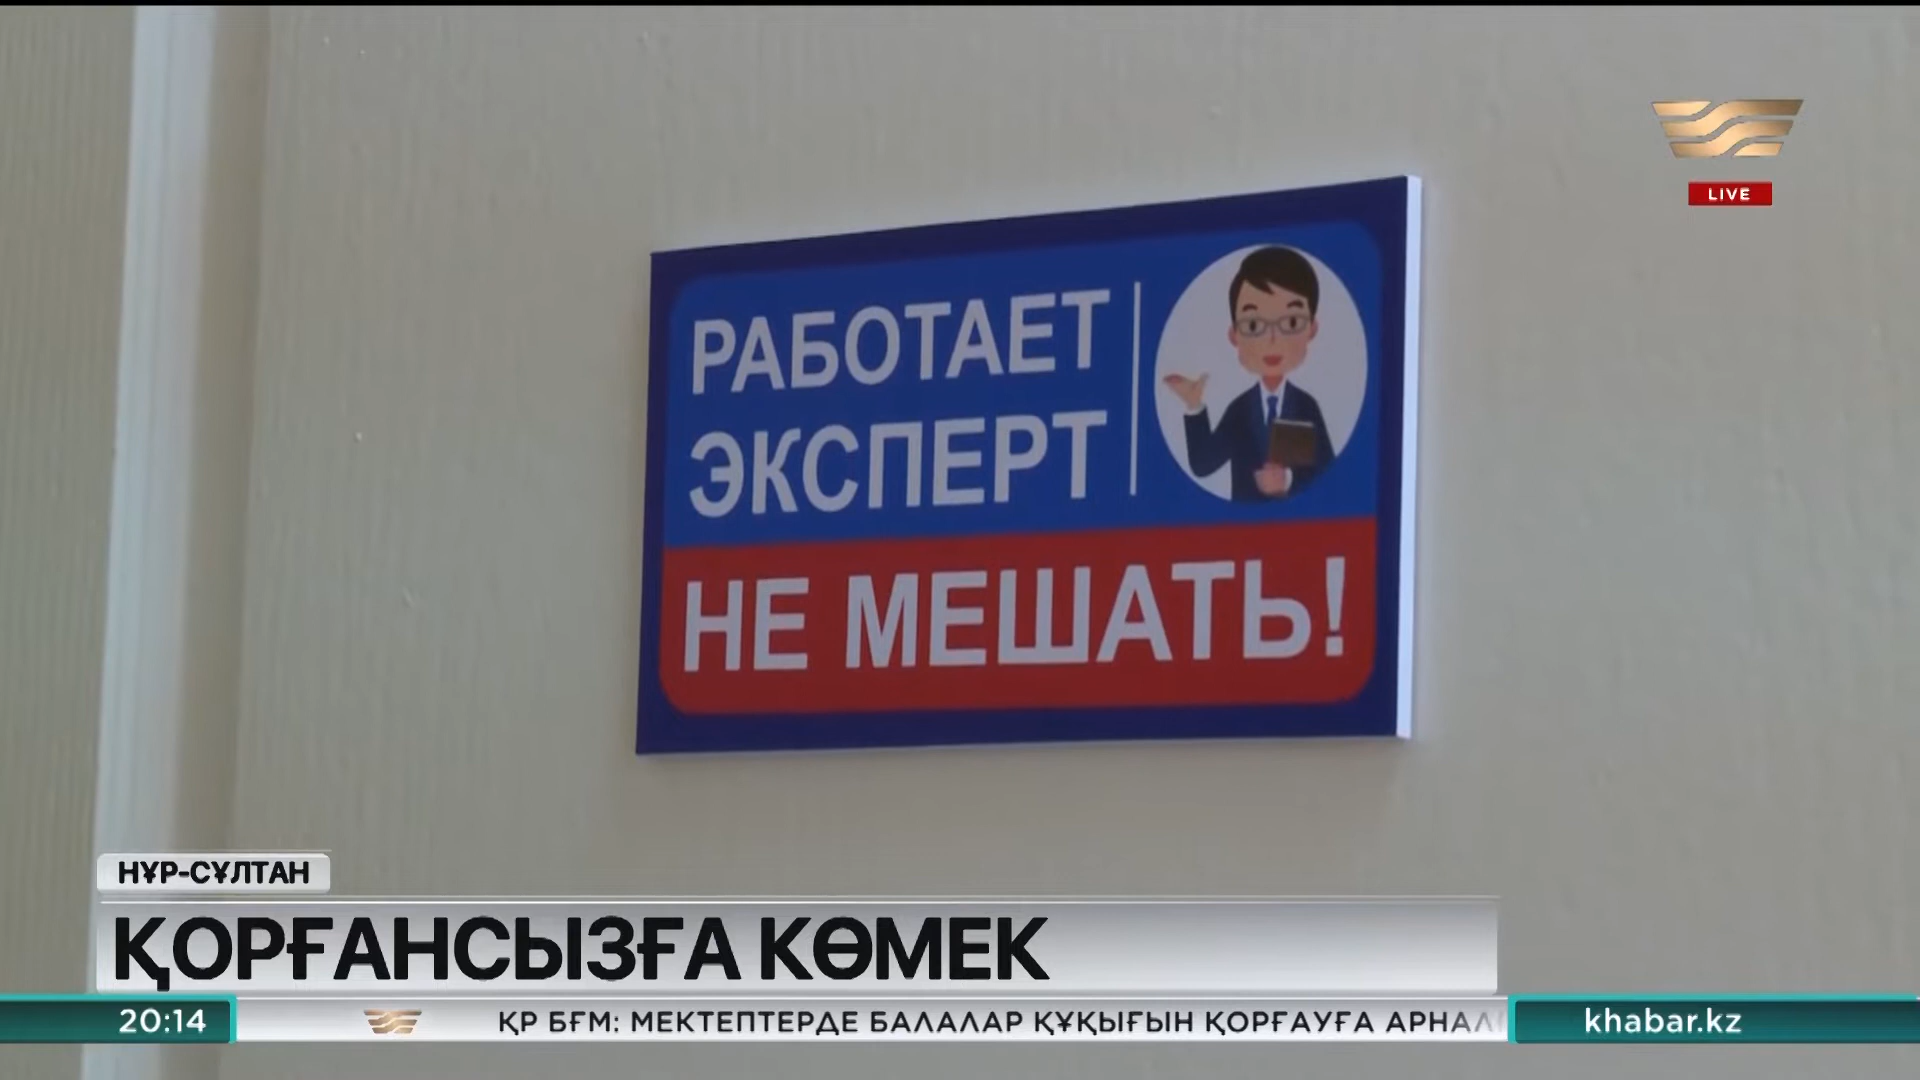 LIVE
РАБОТАЕТ
ЭКСПЕРТ
НЕ МЕШАТЬ!
НҰР-СҰЛТАН
ҚОРҒАНСЫЗҒА КӨМЕК
20:14
ҚР БҒМ: МЕКТЕПТЕРДЕ БАЛАЛАР ҚҰҚЫҒЫН ҚОРҒАУҒА
khabar.kz